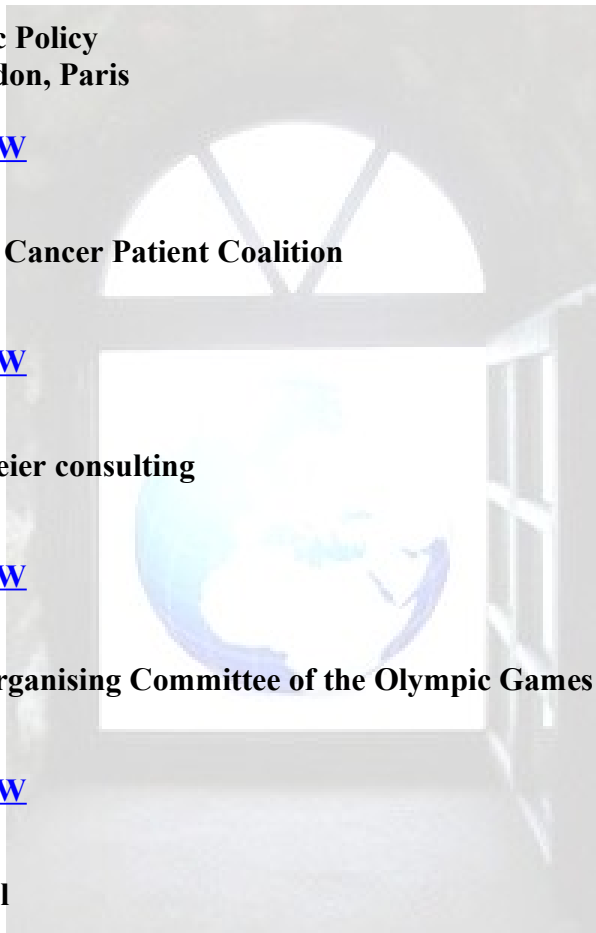 c Policy
don, Paris
W
Cancer Patient Coalition
W
eier consulting
W
rganising Committee of the Olympic Games
W
l